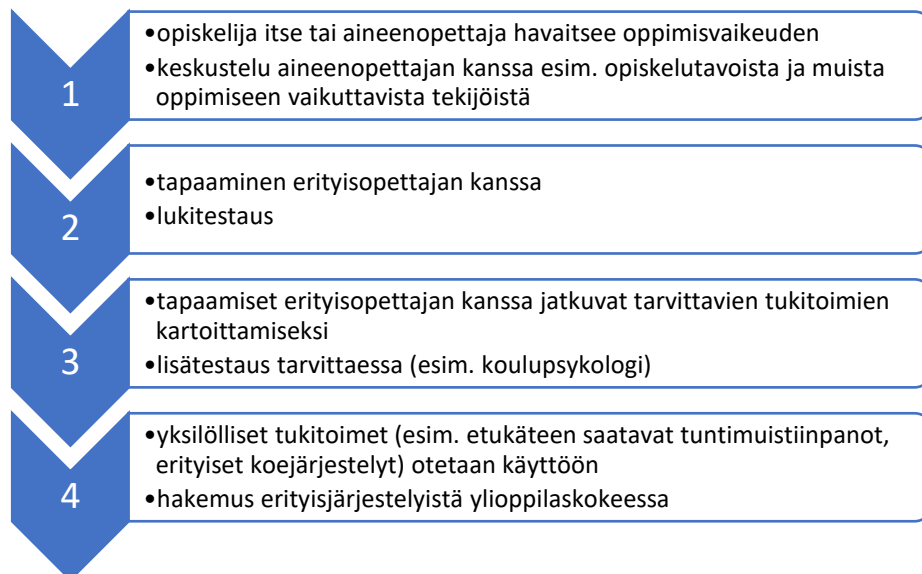 1
•opiskelija itse tai aineenopettaja havaitsee oppimisvaikeuden
•keskustelu aineenopettajan kanssa esim. opiskelutavoista ja muista
oppimiseen vaikuttavista tekijöistä
2
•tapaaminen erityisopettajan kanssa
•lukitestaus
3
•tapaamiset erityisopettajan kanssa jatkuvat tarvittavien tukitoimien
kartoittamiseksi
•lisätestaus tarvittaessa (esim. koulupsykologi)
4
•yksilölliset tukitoimet (esim. etukäteen saatavat tuntimuistiinpanot,
erityiset koejärjestelyt) otetaan käyttöön
•hakemus erityisjärjestelyistä ylioppilaskokeessa